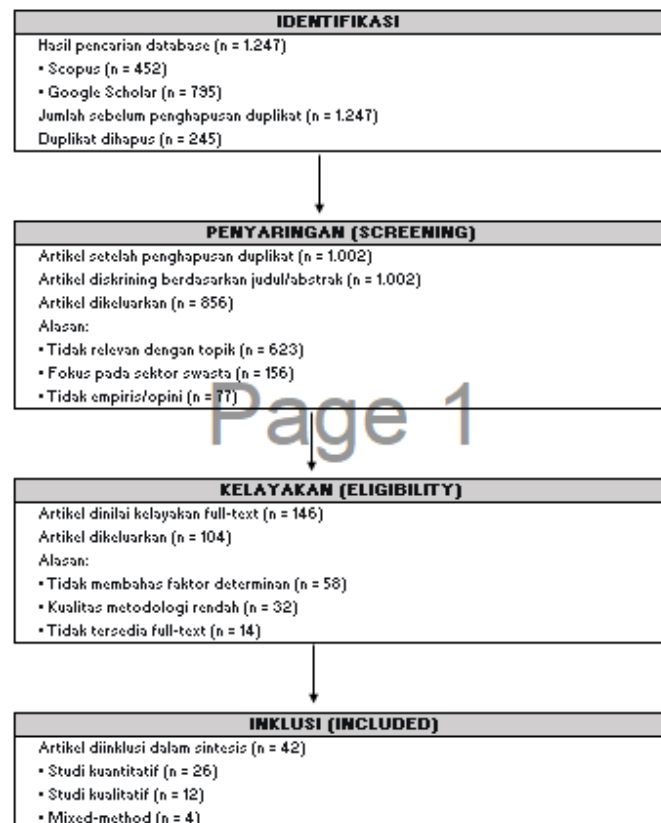 IDENTIFIKASI
Hasil pencarian database (n = 1.247)
• Scopus (n = 452)
• Google Scholar (n = 795)
Jumlah sebelum penghapusan duplikat (n = 1.247)
Duplikat dihapus (n = 245)
PENYARINGAN (SCREENING)
Artikel setelah penghapusan duplikat (n = 1.002)
Artikel diskrining berdasarkan judul/abstrak (n = 1.002)
Artikel dikeluarkan (n = 856)
Alasan:
• Tidak relevan dengan topik (n = 623)
• Fokus pada sektor swasta (n = 156)
• Tidak empiris/opini (n = 77)
Page 1
KELAYAKAN (ELIGIBILITY)
Artikel dinilai kelayakan full-text (n = 146)
Artikel dikeluarkan (n = 104)
Alasan:
• Tidak membahas faktor determinan (n = 58)
• Kualitas metodologi rendah (n = 32)
• Tidak tersedia full-text (n = 14)
INKLUSI (INCLUDED)
Artikel diinklusi dalam sintesis (n = 42)
• Studi kuantitatif (n = 26)
• Studi kualitatif (n = 12)
• Mixed-method (n = 4)